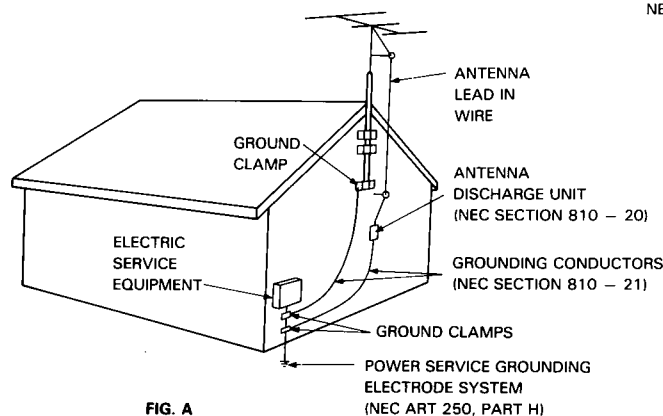 NE
ANTENNA
LEAD IN
WIRE
GROUND
CLAMP
ANTENNA
DISCHARGE UNIT
(NEC SECTION 810 – 20)
ELECTRIC
SERVICE
EQUIPMENT
GROUNDING CONDUCTORS
(NEC SECTION 810 – 21)
GROUND CLAMPS
POWER SERVICE GROUNDING
ELECTRODE SYSTEM
(NEC ART 250, PART H)
FIG. A